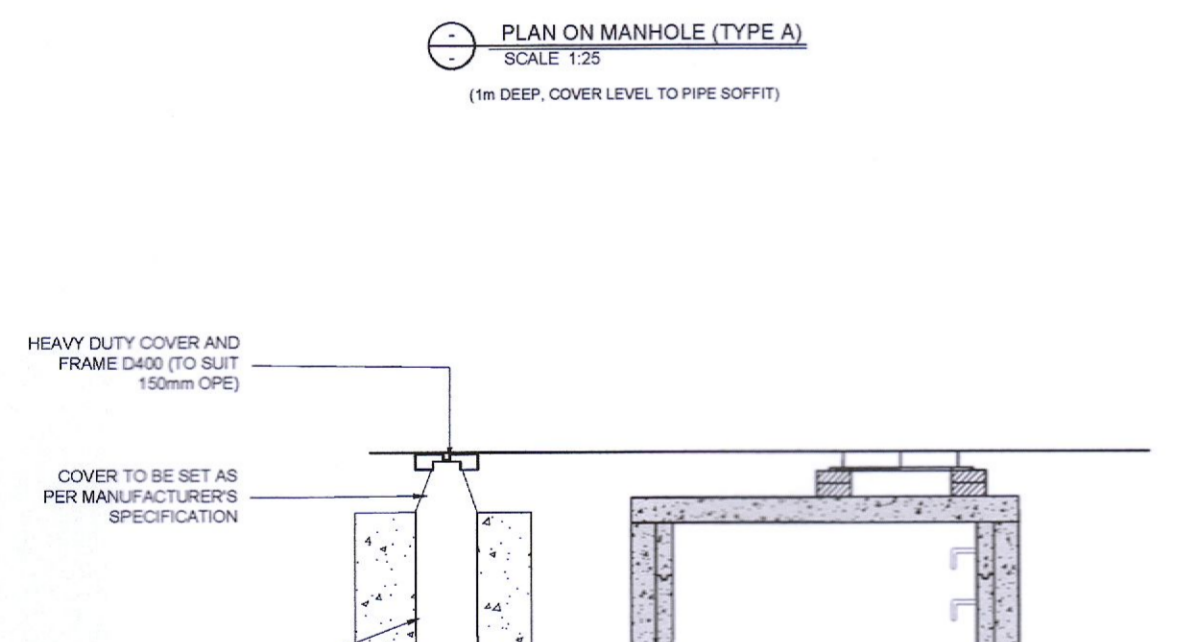 PLAN ON MANHOLE (TYPE A)
SCALE 1:25
(1m DEEP, COVER LEVEL TO PIPE SOFFIT)
HEAVY DUTY COVER AND
FRAME D400 (TO SUIT
150mm OPE)
COVER TO BE SET AS
PER MANUFACTURER'S
SPECIFICATION